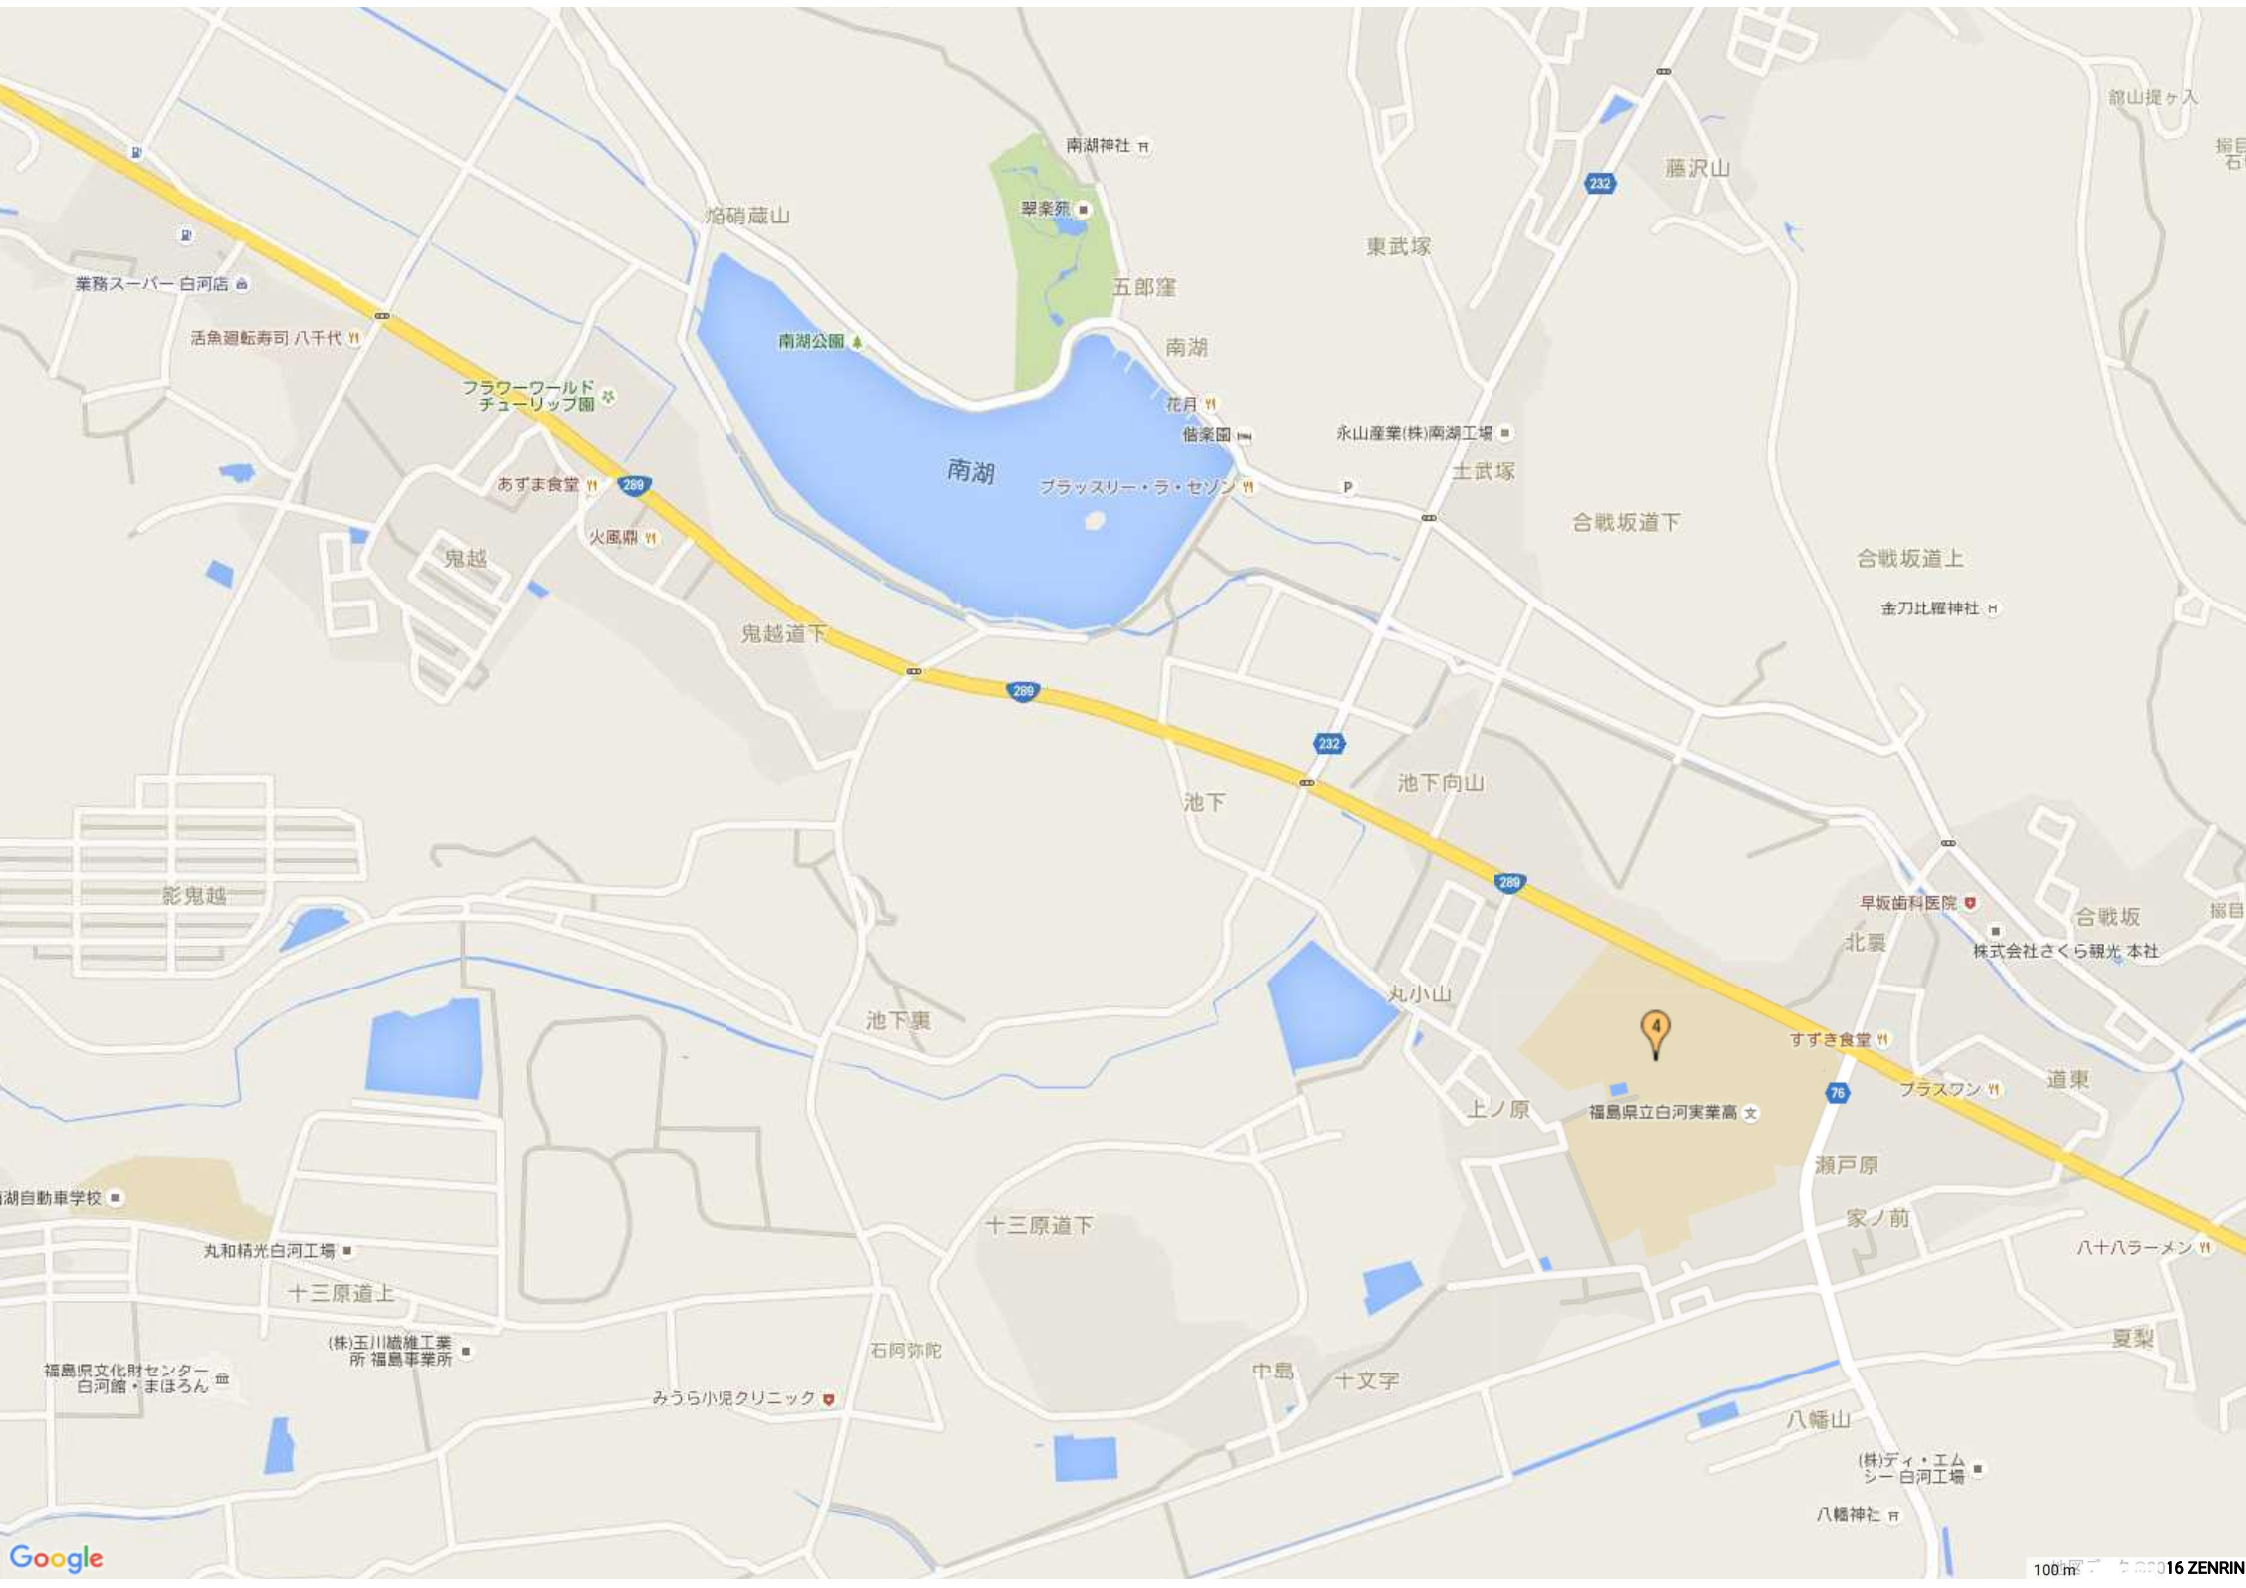 舘山提ヶ入
南湖神社
藤沢山
232
翠楽苑
焔硝蔵山
東武塚
五郎窪
業務スーパー 白河店
活魚廻転寿司 八千代
南湖公園
南湖
フラワーワールド
チューリップ園
花月
偕楽園
永山産業(株)南湖工場
南湖
土武塚
あずま食堂
289
ブラッスリー・ラ・セゾン
P
合戦坂道下
火風鼎
鬼越
合戦坂道上
金刀比羅神社
鬼越道下
289
232
池下向山
池下
289
影鬼越
早坂歯科医院
合戦坂
北裏
株式会社さくら観光 本社
丸小山
池下裏
4
すずき食堂
76
プラスワン
道東
上ノ原
福島県立白河実業高
瀬戸原
湖自動車学校
十三原道下
家ノ前
丸和精光白河工場
八十八ラーメン
十三原道上
(株)玉川繊維工業
所 福島事業所
石阿弥陀
夏梨
福島県文化財センター
白河館・まほろん
中島
十文字
みうら小児クリニック
八幡山
(株)ディ・エム
シー 白河工場
八幡神社
Google
100 m
16 ZENRIN